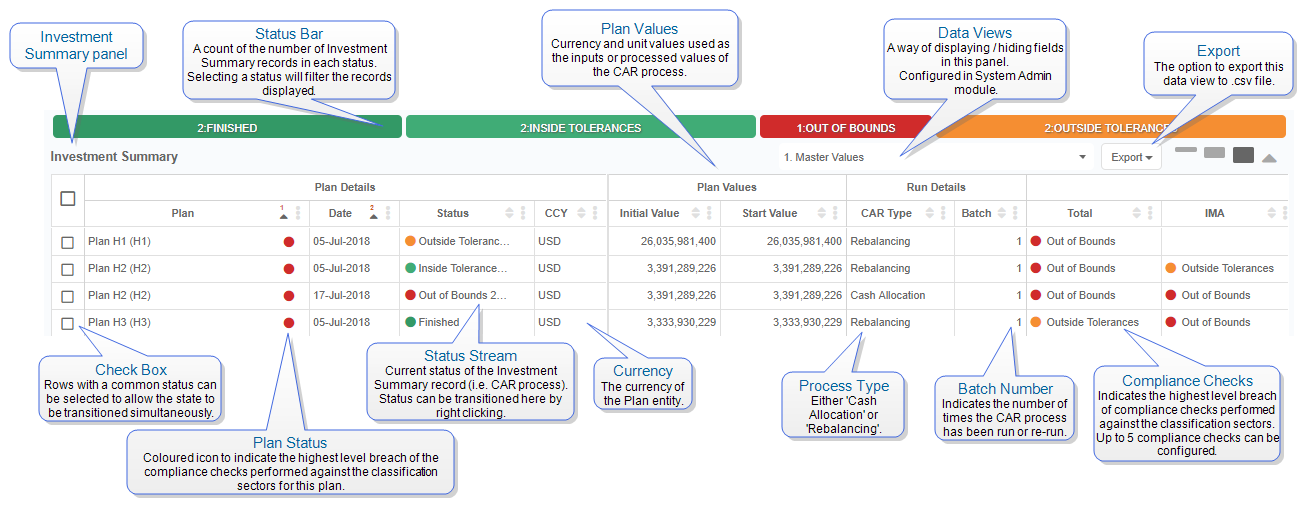 Investment
Summary panel
Status Bar
A count of the number of Investment
Summary records in each status.
Selecting a status will filter the records
displayed.
Plan Values
Currency and unit values used as
the inputs or processed values of
the CAR process.
Data Views
A way of displaying / hiding fields
in this panel.
Configured in System Admin
module.
Export
The option to export this
data view to .csv file.
2:FINISHED 2:INSIDE TOLERANCES 1:OUT OF BOUNDS 2:OUTSIDE TOLERANCES
Investment Summary 1. Master Values Export
Plan Details Plan Values Run Details
Plan 1 Date 2 Status CCY Initial Value Start Value CAR Type Batch Total IMA
Plan H1 (H1) 05-Jul-2018 Outside Toleranc... USD 26,035,981,400 26,035,981,400 Rebalancing 1 Out of Bounds
Plan H2 (H2) 05-Jul-2018 Inside Tolerance... USD 3,391,289,226 3,391,289,226 Rebalancing 1 Out of Bounds Outside Tolerances
Plan H2 (H2) 17-Jul-2018 Out of Bounds 2... USD 3,391,289,226 3,391,289,226 Cash Allocation 1 Out of Bounds Out of Bounds
Plan H3 (H3) 05-Jul-2018 Finished USD 3,333,930,229 3,333,930,229 Rebalancing 1 Outside Tolerances Out of Bounds
Check Box
Rows with a common status can
be selected to allow the state to
be transitioned simultaneously.
Plan Status
Coloured icon to indicate the highest level breach of the
compliance checks performed against the classification
sectors for this plan.
Status Stream
Current status of the Investment
Summary record (i.e. CAR process).
Status can be transitioned here by
right clicking.
Currency
The currency of
the Plan entity.
Process Type
Either 'Cash
Allocation' or
'Rebalancing'.
Batch Number
Indicates the number of
times the CAR process
has been run or re-run.
Compliance Checks
Indicates the highest level breach
of compliance checks performed
against the classification sectors.
Up to 5 compliance checks can be
configured.